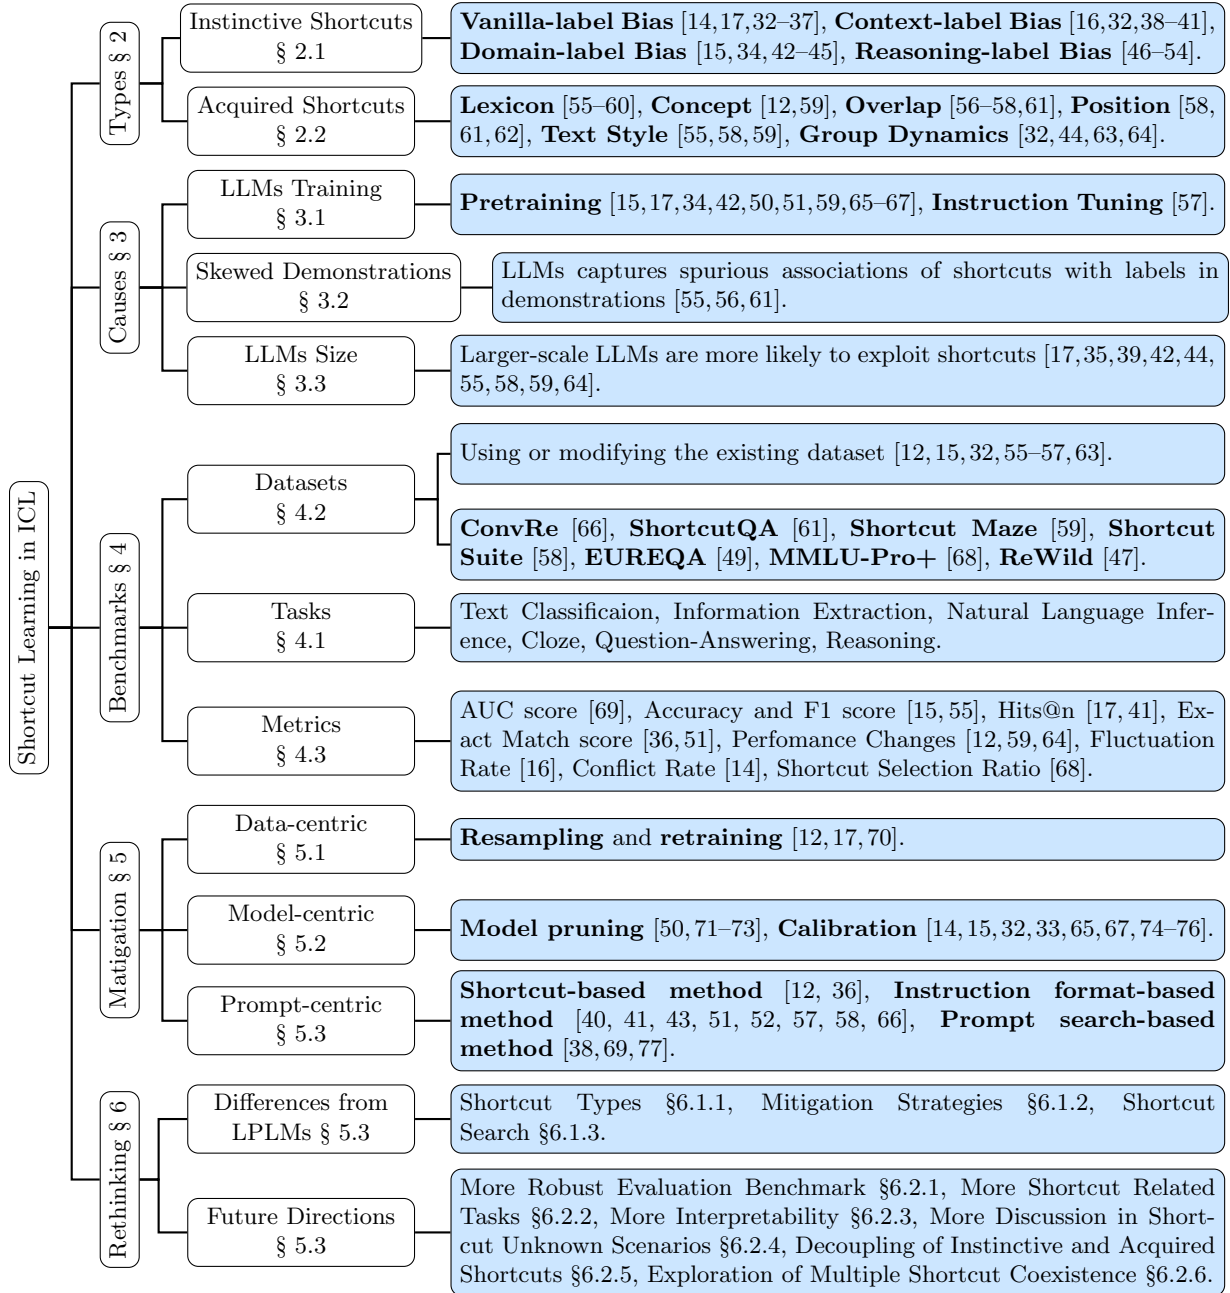 Shortcut Learning in ICL
Types § 2
Instinctive Shortcuts
§ 2.1
Vanilla-label Bias [14,17,32–37], Context-label Bias [16,32,38–41],
Domain-label Bias [15,34,42–45], Reasoning-label Bias [46–54].
Acquired Shortcuts
§ 2.2
Lexicon [55–60], Concept [12,59], Overlap [56–58,61], Position [58,
61,62], Text Style [55,58,59], Group Dynamics [32,44,63,64].
Causes § 3
LLMs Training
§ 3.1
Pretraining [15,17,34,42,50,51,59,65–67], Instruction Tuning [57].
Skewed Demonstrations
§ 3.2
LLMs captures spurious associations of shortcuts with labels in
demonstrations [55,56,61].
LLMs Size
§ 3.3
Larger-scale LLMs are more likely to exploit shortcuts [17,35,39,42,44,
55,58,59,64].
Benchmarks § 4
Datasets
§ 4.2
Using or modifying the existing dataset [12,15,32,55–57,63].
ConvRe [66], ShortcutQA [61], Shortcut Maze [59], Shortcut
Suite [58], EUREQA [49], MMLU-Pro+ [68], ReWild [47].
Tasks
§ 4.1
Text Classificaion, Information Extraction, Natural Language Infer-
ence, Cloze, Question-Answering, Reasoning.
Metrics
§ 4.3
AUC score [69], Accuracy and F1 score [15,55], Hits@n [17,41], Ex-
act Match score [36,51], Perfomance Changes [12,59,64], Fluctuation
Rate [16], Conflict Rate [14], Shortcut Selection Ratio [68].
Matigation § 5
Data-centric
§ 5.1
Resampling and retraining [12,17,70].
Model-centric
§ 5.2
Model pruning [50,71–73], Calibration [14,15,32,33,65,67,74–76].
Prompt-centric
§ 5.3
Shortcut-based method [12, 36], Instruction format-based
method [40, 41, 43, 51, 52, 57, 58, 66], Prompt search-based
method [38,69,77].
Rethinking § 6
Differences from
LPLMs § 5.3
Shortcut Types §6.1.1, Mitigation Strategies §6.1.2, Shortcut
Search §6.1.3.
Future Directions
§ 5.3
More Robust Evaluation Benchmark §6.2.1, More Shortcut Related
Tasks §6.2.2, More Interpretability §6.2.3, More Discussion in Short-
cut Unknown Scenarios §6.2.4, Decoupling of Instinctive and Acquired
Shortcuts §6.2.5, Exploration of Multiple Shortcut Coexistence §6.2.6.